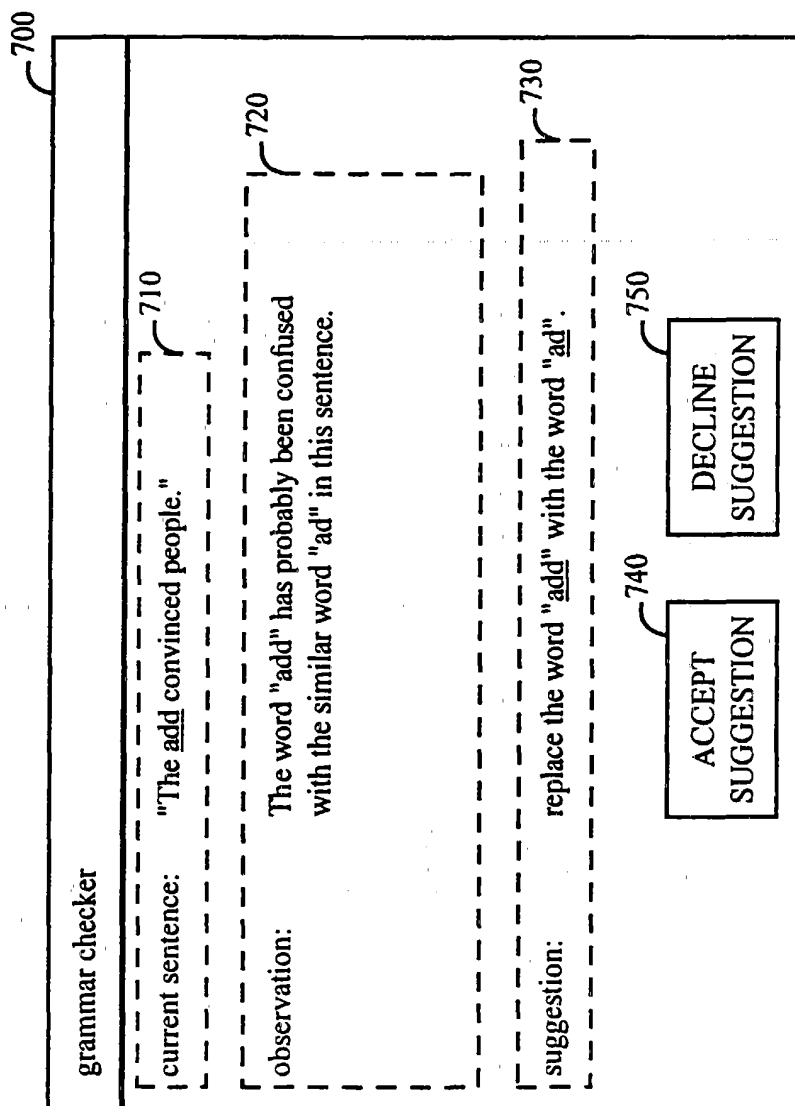 700
grammar checker
710
current sentence: "The add convinced people."
720
observation: The word "add" has probably been confused
with the similar word "ad" in this sentence.
730
suggestion: replace the word "add" with the word "ad".
740
ACCEPT
SUGGESTION
750
DECLINE
SUGGESTION